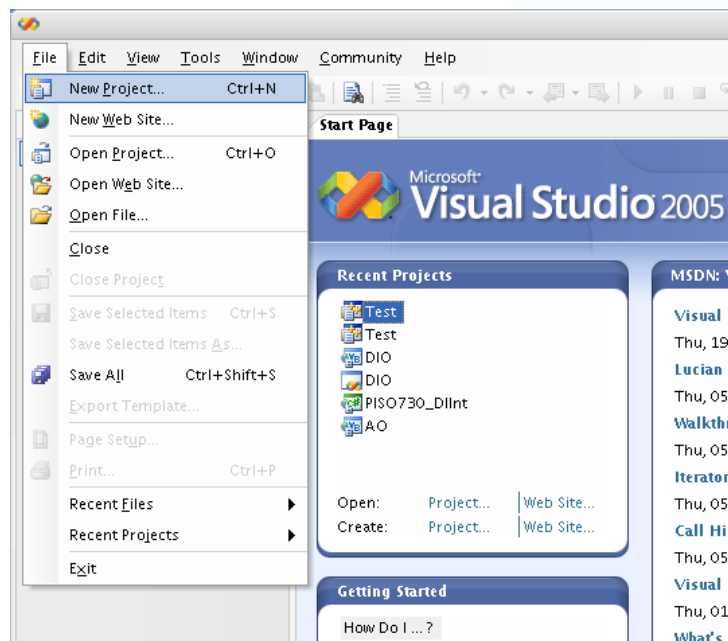 File Edit View Tools Window Community Help
New Project... Ctrl+N
New Web Site...
Open Project... Ctrl+O
Open Web Site...
Open File...
Close
Close Project
Save Selected Items Ctrl+S
Save Selected Items As...
Save All Ctrl+Shift+S
Export Template...
Page Setup...
Print... Ctrl+P
Recent Files
Recent Projects
Exit
Start Page
Microsoft
Visual Studio 2005
Recent Projects
Test
Test
DIO
DIO
PISO730_DIInt
AO
Open: Project... Web Site...
Create: Project... Web Site...
Getting Started
How Do I ... ?
MSDN:
Visual
Thu, 19
Lucian
Thu, 05
Walkthr
Thu, 05
Iterator
Thu, 05
Call Hi
Thu, 05
Visual
Thu, 01
What's